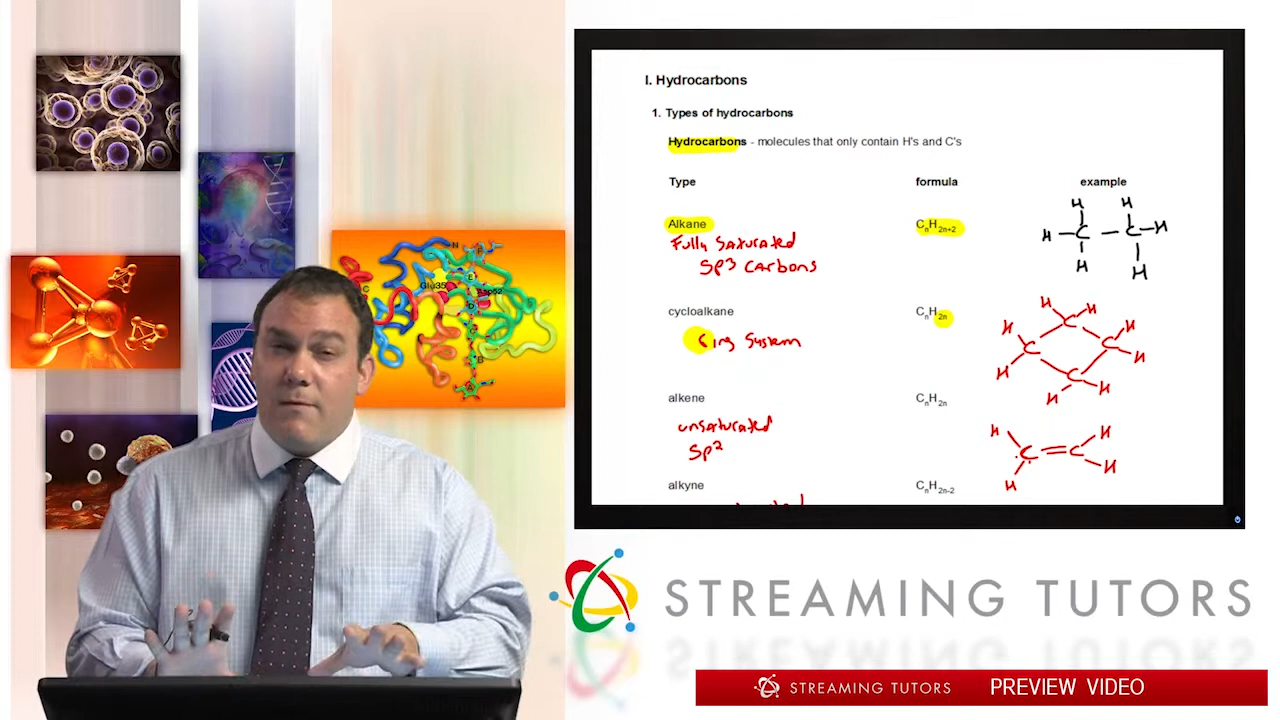 I. Hydrocarbons
1. Types of hydrocarbons
Hydrocarbons - molecules that only contain H's and C's
Type formula example
Alkane CnH2n+2
Fully Saturated
Sp3 Carbons
H H
H C C H
H H
cycloalkane CnH2n
ring System
H H
H C H
H C C H
C
H H
alkene CnH2n
unsaturated
Sp2
H H
C C
H H
alkyne CnH2n-2
N
C Glu35 E Asp52
D
C
B
STREAMING TUTORS
STREAMING TUTORS PREVIEW VIDEO